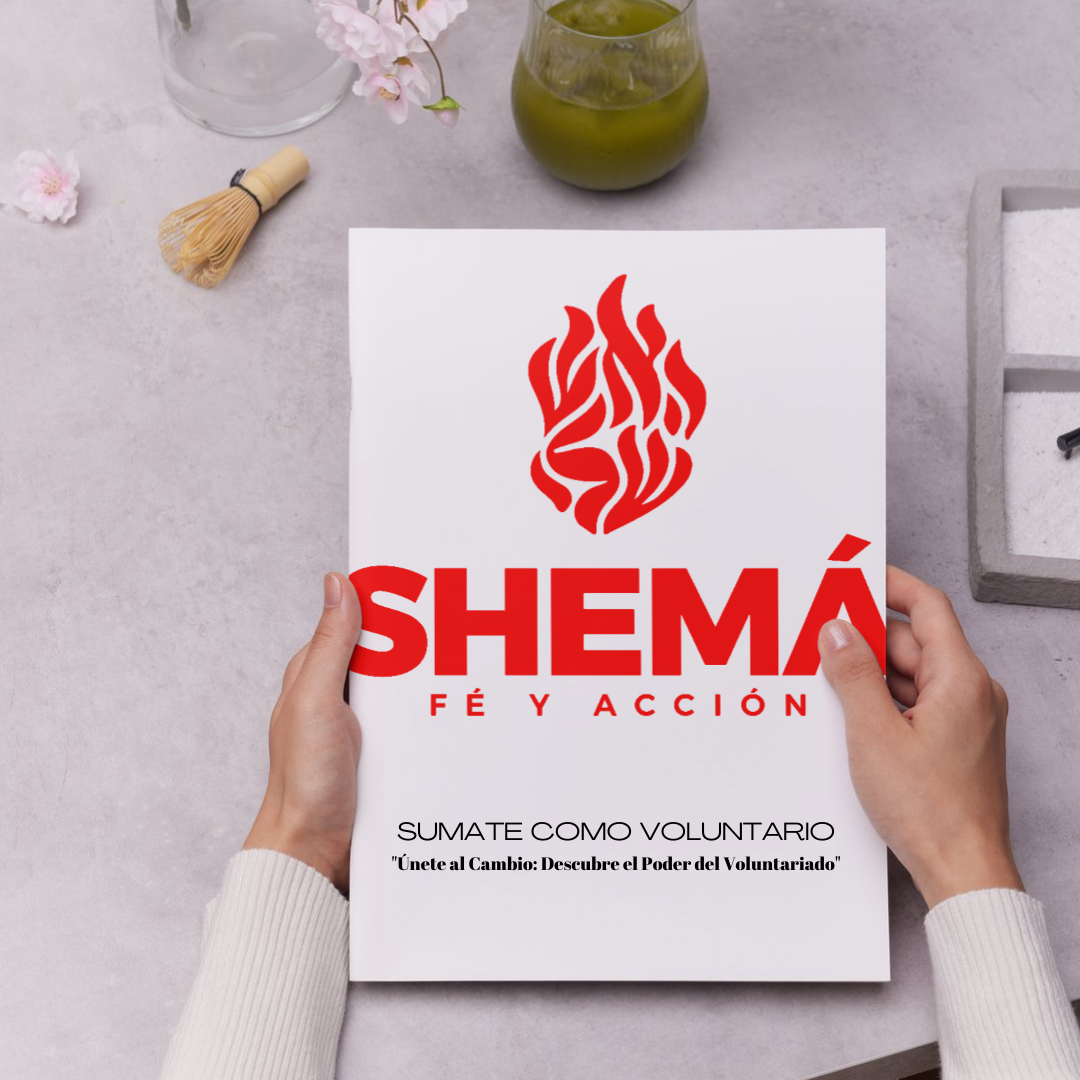 SHEMÁ
FÉ Y ACCIÓN
SUMATE COMO VOLUNTARIO
"Únete al Cambio: Descubre el Poder del Voluntariado"